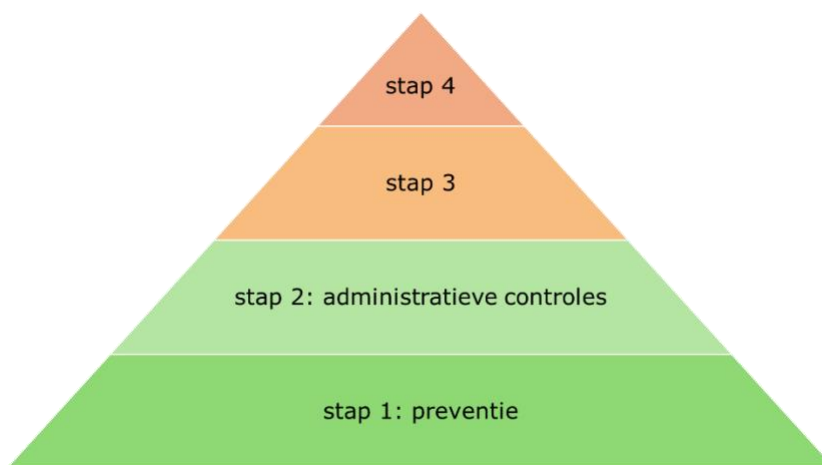 stap 4
stap 3
stap 2: administratieve controles
stap 1: preventie